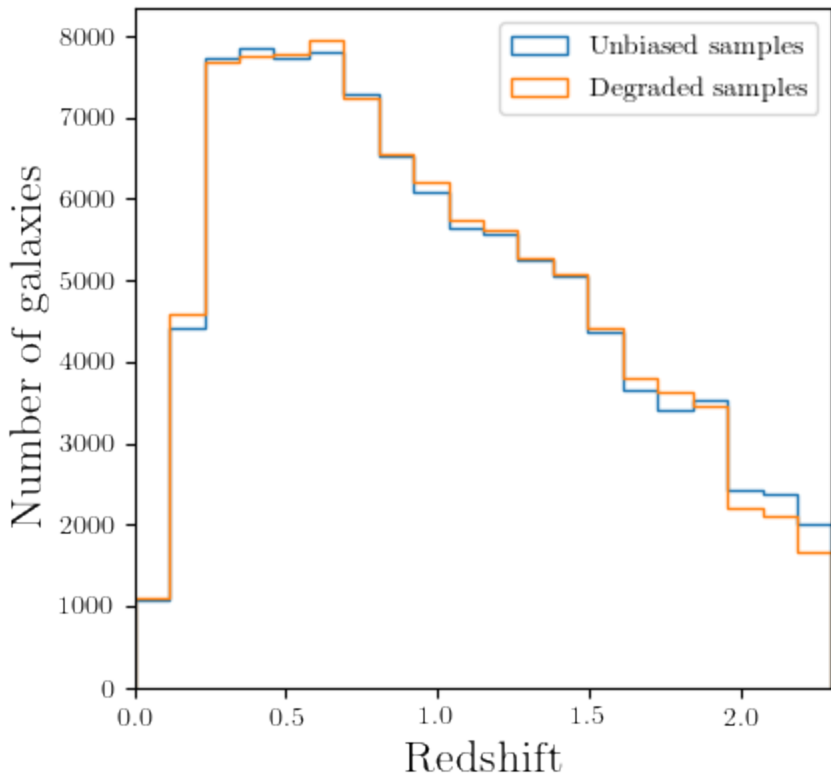 Unbiased samples
Degraded samples
Number of galaxies
8000
7000
6000
5000
4000
3000
2000
1000
0
0.0 0.5 1.0 1.5 2.0
Redshift